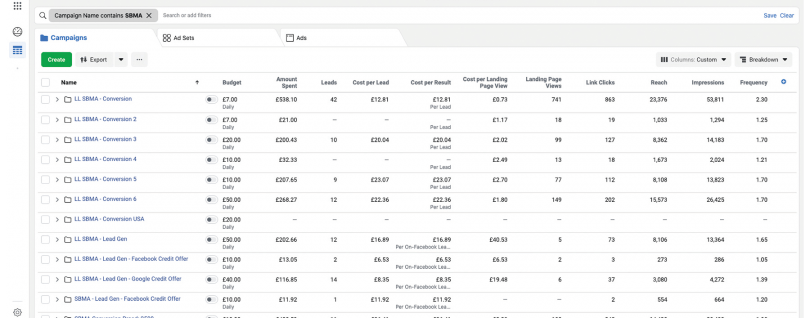 Campaign Name contains SBMA × Search or add filters Save Clear
Campaigns Ad Sets Ads
Create Export ... Columns: Custom Breakdown
Name Budget Amount Spent Leads Cost per Lead Cost per Result Cost per Landing Page View Landing Page Views Link Clicks Reach Impressions Frequency
LL SBMA - Conversion £7.00 £538.10 42 £12.81 £12.81 £0.73 741 863 23,376 53,811 2.30
Daily Per Lead
LL SBMA - Conversion 2 £7.00 £21.00 — — — £1.17 18 19 1,033 1,294 1.25
Daily Per Lead
LL SBMA - Conversion 3 £20.00 £200.43 10 £20.04 £20.04 £2.02 99 127 8,362 14,183 1.70
Daily Per Lead
LL SBMA - Conversion 4 £10.00 £32.33 — — — £2.49 13 18 1,673 2,024 1.21
Daily Per Lead
LL SBMA - Conversion 5 £10.00 £207.65 9 £23.07 £23.07 £2.70 77 112 8,108 13,823 1.70
Daily Per Lead
LL SBMA - Conversion 6 £50.00 £268.27 12 £22.36 £22.36 £1.80 149 202 15,573 26,425 1.70
Daily Per Lead
LL SBMA - Conversion USA £20.00 — — — — — — — — — —
Daily
LL SBMA - Lead Gen £50.00 £202.66 12 £16.89 £16.89 £40.53 5 73 8,106 13,364 1.65
Daily Per On-Facebook Lea...
LL SBMA - Lead Gen - Facebook Credit Offer £10.00 £13.05 2 £6.53 £6.53 £6.53 2 3 273 286 1.05
Daily Per On-Facebook Lea...
LL SBMA - Lead Gen - Google Credit Offer £40.00 £116.85 14 £8.35 £8.35 £19.48 6 37 3,080 4,272 1.39
Daily Per On-Facebook Lea...
SBMA - Lead Gen - Facebook Credit Offer £10.00 £11.92 1 £11.92 £11.92 — — 2 554 664 1.20
Daily Per On-Facebook Lea...